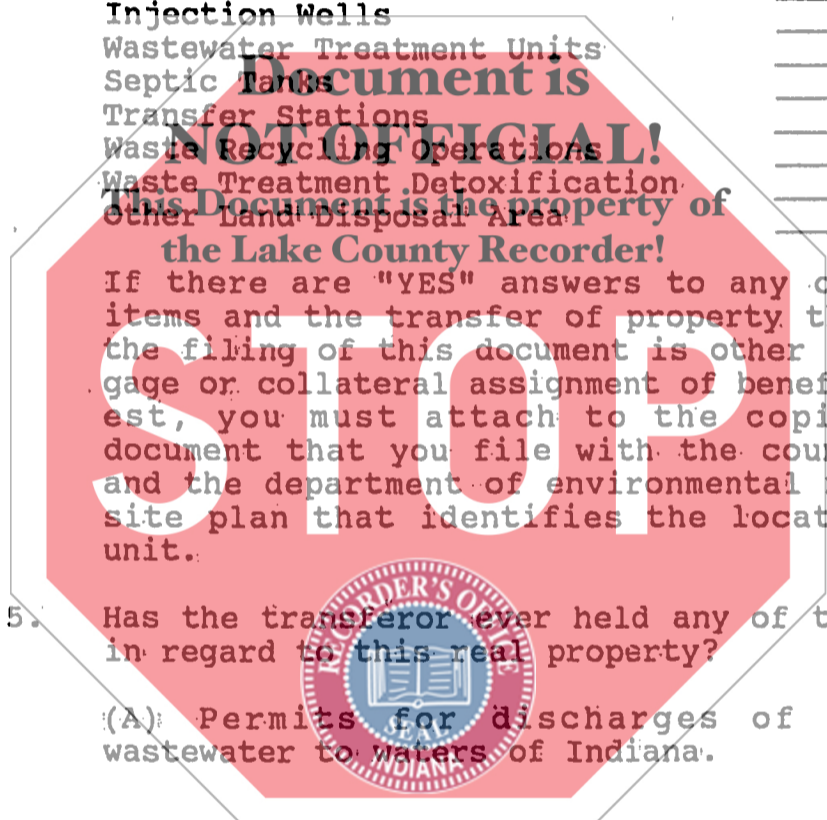 Injection Wells
Wastewater Treatment Units
Septic Tanks
Document is
Transfer Stations
NOT OFFICIAL!
Waste Recycling Operations
Waste Treatment Detoxification
This Document is the property of
Other Land Disposal Area
the Lake County Recorder!
If there are "YES" answers to any
items and the transfer of property
the filing of this document is other
gage or collateral assignment of
est, you must attach to the
document that you file with the
and the department of environmental
site plan that identifies the
unit.
STOP
5. Has the transferor ever held any of
in regard to this real property?
(A) Permits for discharges of
wastewater to waters of Indiana.
RECORDER'S OFFICE
SEAL
INDIANA